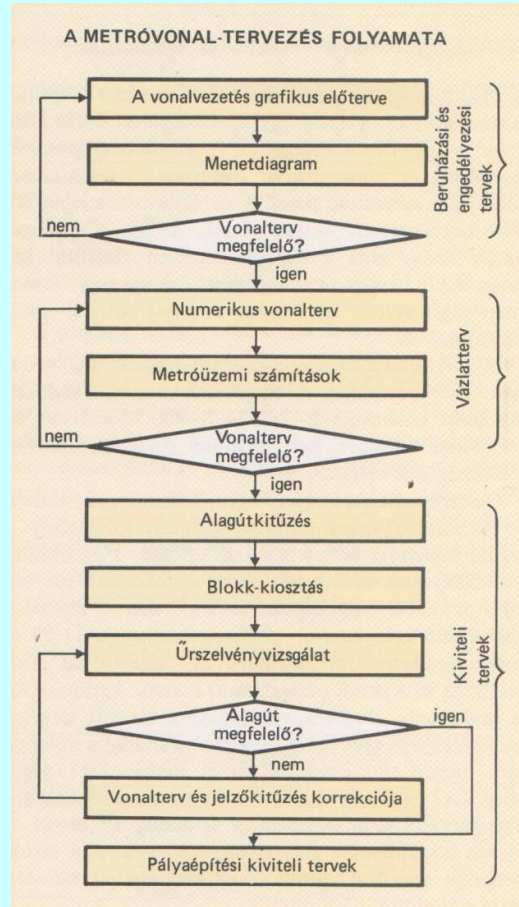 A METRÓVONAL-TERVEZÉS FOLYAMATA
A vonalvezetés grafikus előterve
Menetdiagram
nem
Vonalterv
megfelelő?
igen
Beruházási és
engedélyezési
tervek
Numerikus vonalterv
Metróüzemi számítások
nem
Vonalterv
megfelelő?
igen
Vázlatterv
Alagútkitűzés
Blokk-kiosztás
Űrszelvényvizsgálat
Alagút
megfelelő?
igen
nem
Vonalterv és jelzőkitűzés korrekciója
Pályaépítési kiviteli tervek
Kiviteli
tervek